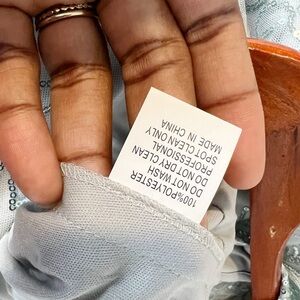 100%POLYESTER
DO NOT WASH
DO NOT DRY CLEAN
PROFESSIONAL
SPOT CLEAN ONLY
MADE IN CHINA